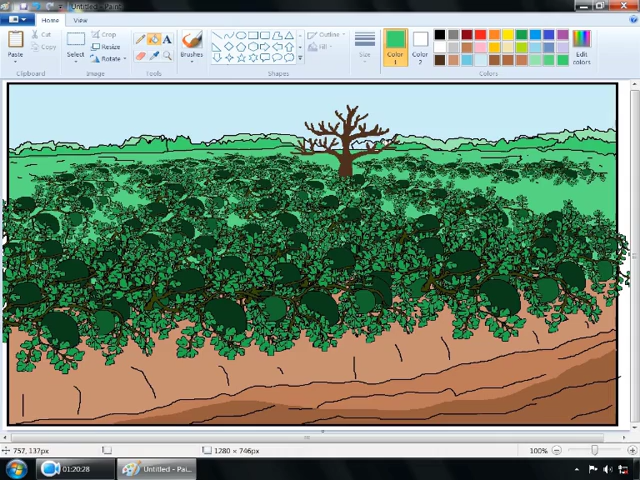 Untitled - Paint
Home View
Paste Cut Copy Clipboard
Select Crop Resize Rotate Image
A Tools
Brushes
Outline Fill Shapes
Size
Color 1 Color 2 Edit colors Colors
757, 137px 1280 × 746px 100%
01:20:28 Untitled - Pai...